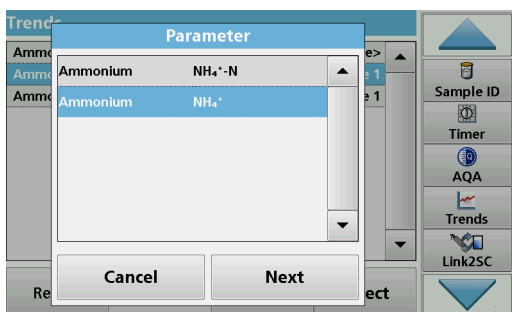 Trends
Parameter
Ammonium NH₄⁺-N
Ammonium NH₄⁺
Cancel Next
Sample ID
Timer
AQA
Trends
Link2SC